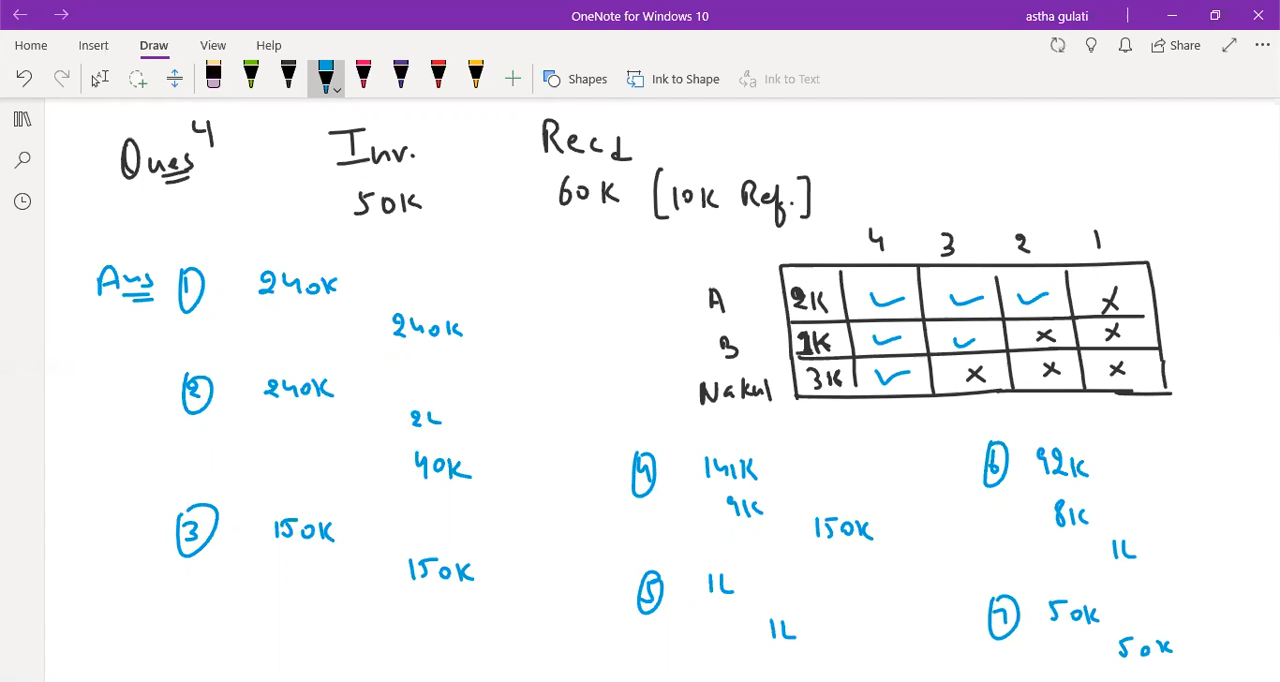 OneNote for Windows 10
astha gulati
Home Insert Draw View Help
Share
Shapes Ink to Shape Ink to Text
Ques 4 Inv. Recd
50K 60K [10K Ref.]
4 3 2 1
A 2K ✓ ✓ ✓ X
B 1K ✓ ✓ X X
Nakul 3K ✓ X X X
Ans 1 240K
240K
2 240K
2L
40K
3 150K
150K
4 141K
9K
150K
5 1L
1L
6 92K
8K
1L
7 50K
50K